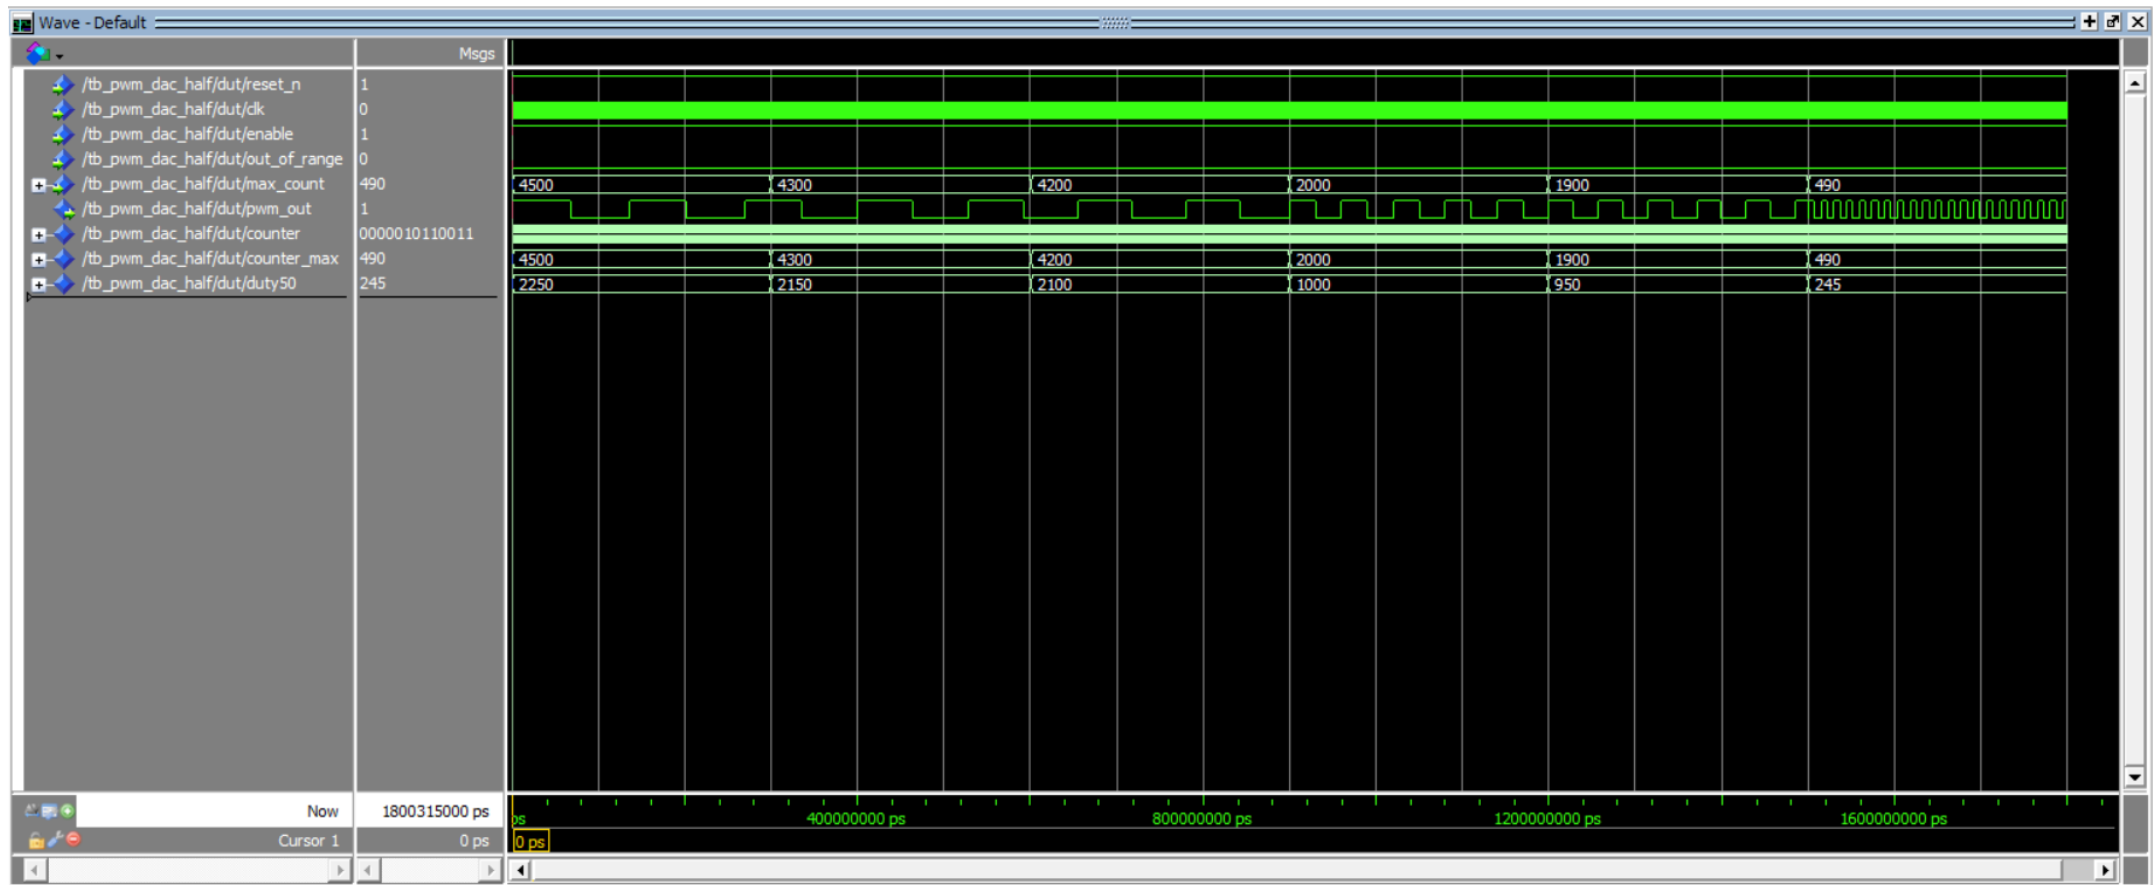 Wave - Default
Msgs
/tb_pwm_dac_half/dut/reset_n 1
/tb_pwm_dac_half/dut/clk 0
/tb_pwm_dac_half/dut/enable 1
/tb_pwm_dac_half/dut/out_of_range 0
/tb_pwm_dac_half/dut/max_count 490 4500 4300 4200 2000 1900 490
/tb_pwm_dac_half/dut/pwm_out 1
/tb_pwm_dac_half/dut/counter 0000010110011
/tb_pwm_dac_half/dut/counter_max 490 4500 4300 4200 2000 1900 490
/tb_pwm_dac_half/dut/duty50 245 2250 2150 2100 1000 950 245
Now 1800315000 ps ps 400000000 ps 800000000 ps 1200000000 ps 1600000000 ps
Cursor 1 0 ps 0 ps